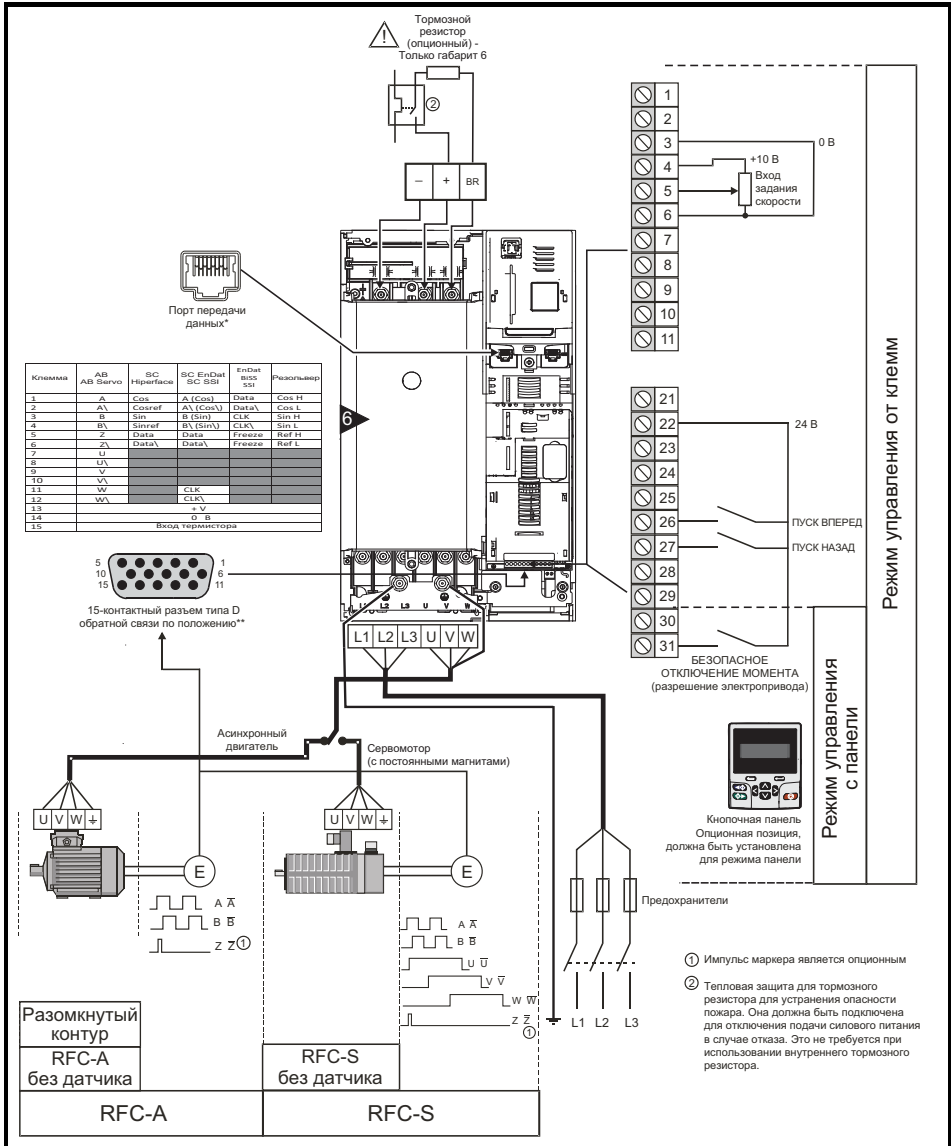 Тормозной
резистор
(опционный) -
Только габарит 6
2
– + BR
1
2
3
4
5
6
7
8
9
10
11
0 В
+10 В
Вход
задания
скорости
Режим управления от клемм
Порт передачи
данных*
Клемма AB AB Servo SC Hiperface SC EnDat SC SSI EnDat BiSS SSI Резольвер
1 A Cos A (Cos) Data Cos H
2 A\ Cosref A\ (Cos\) Data\ Cos L
3 B Sin B (Sin) CLK Sin H
4 B\ Sinref B\ (Sin\) CLK\ Sin L
5 Z Data Data Freeze Ref H
6 Z\ Data\ Data\ Freeze Ref L
7 U
8 U\
9 V
10 V\
11 W CLK
12 W\ CLK\
13 + V
14 0 В
15 Вход термистора
6
5 1
10 6
15 11
15-контактный разъем типа D
обратной связи по положению**
L1 L2 L3 U V W
L1 L2 L3 U V W
21
22
23
24
25
26
27
28
29
30
31
24 В
ПУСК ВПЕРЕД
ПУСК НАЗАД
БЕЗОПАСНОЕ
ОТКЛЮЧЕНИЕ МОМЕНТА
(разрешение электропривода)
Режим управления
с панели
Кнопочная панель
Опционная позиция,
должна быть установлена
для режима панели
Асинхронный
двигатель
Сервомотор
(с постоянными магнитами)
U V W
U V W
E
E
A A̅
B B̅
Z Z̅ 1
A A̅
B B̅
U U̅
V V̅
W W̅
Z Z̅
1
Предохранители
L1 L2 L3
1 Импульс маркера является опционным
2 Тепловая защита для тормозного
резистора для устранения опасности
пожара. Она должна быть подключена
для отключения подачи силового питания
в случае отказа. Это не требуется при
использовании внутреннего тормозного
резистора.
Разомкнутый
контур
RFC-A
без датчика
RFC-S
без датчика
RFC-A
RFC-S